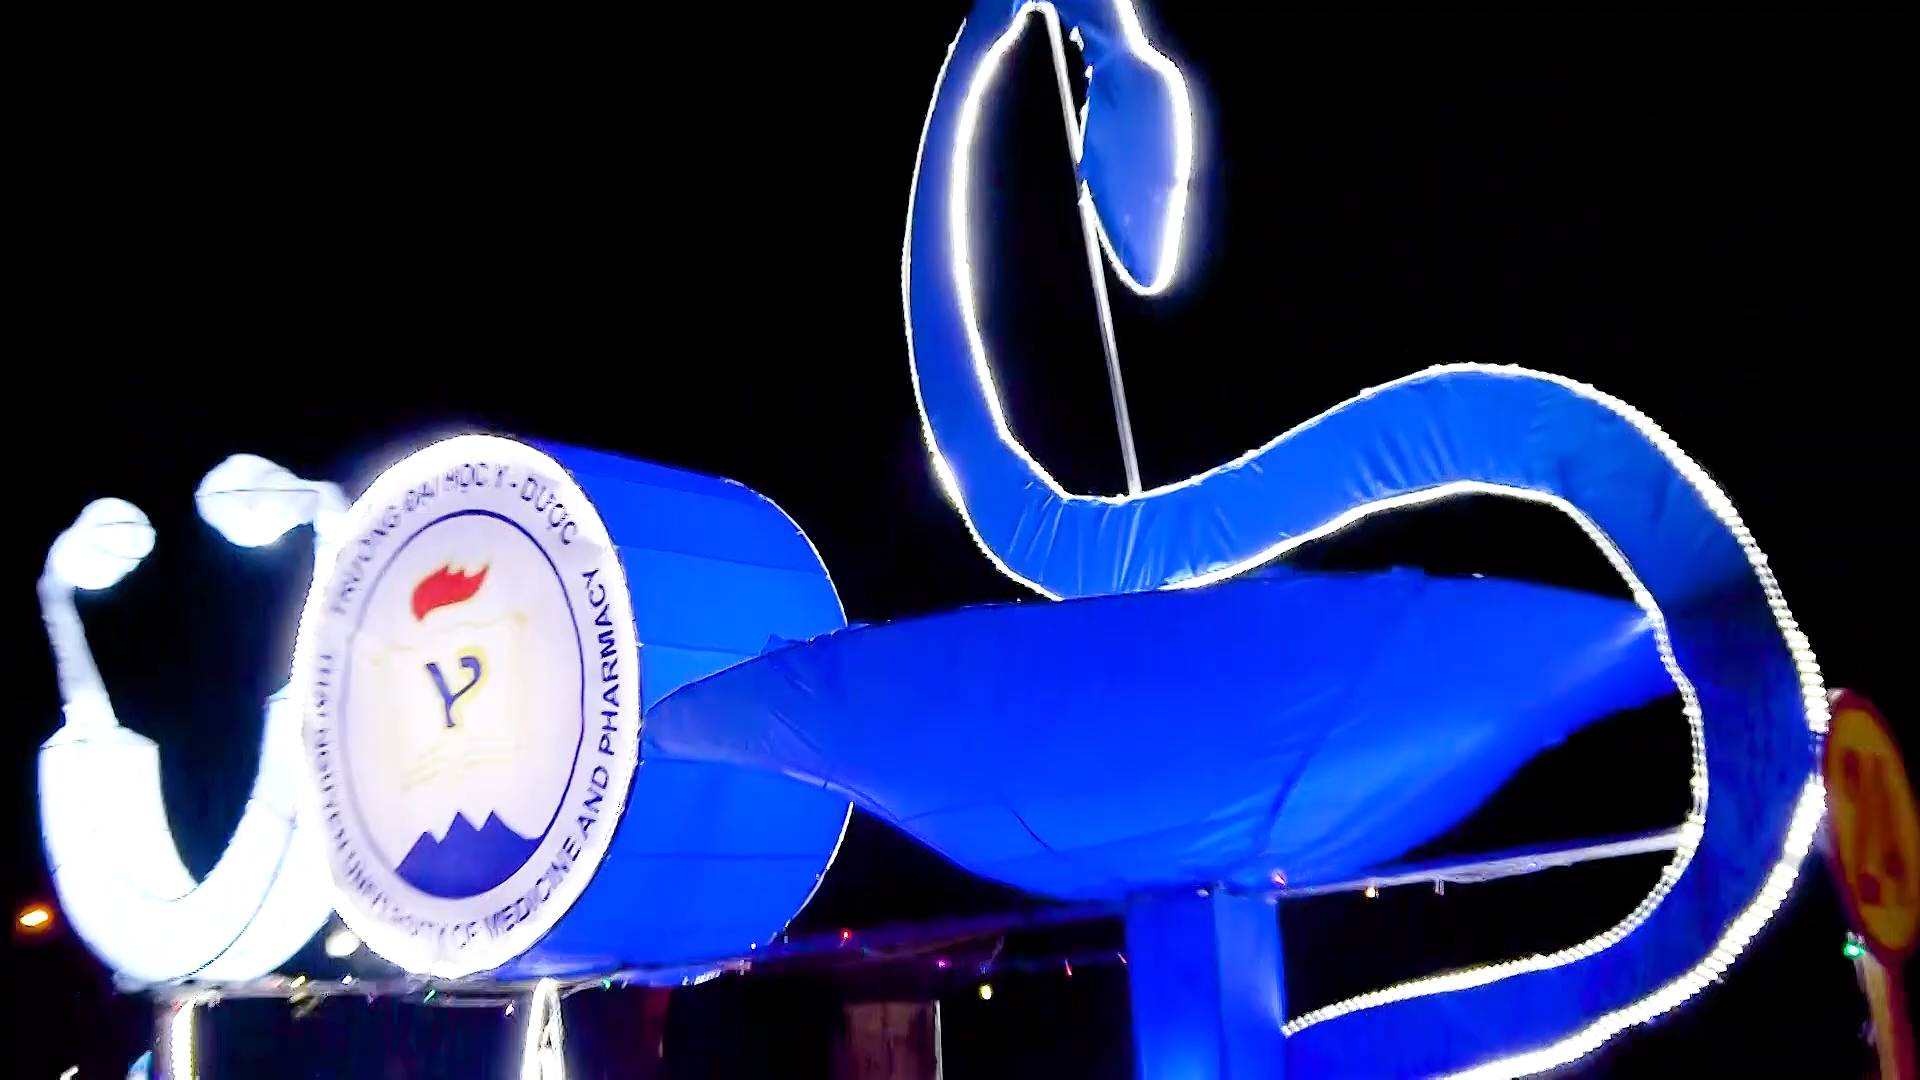 TRƯỜNG ĐẠI HỌC Y - DƯỢC
UNIVERSITY OF MEDICINE AND PHARMACY